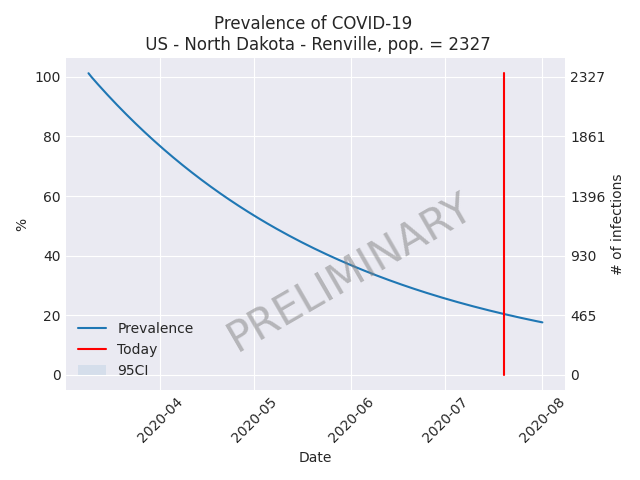 Prevalence of COVID-19
US - North Dakota - Renville, pop. = 2327
100
80
60
40
20
0
%
2327
1861
1396
930
465
0
# of infections
PRELIMINARY
Prevalence
Today
95CI
2020-04
2020-05
2020-06
2020-07
2020-08
Date